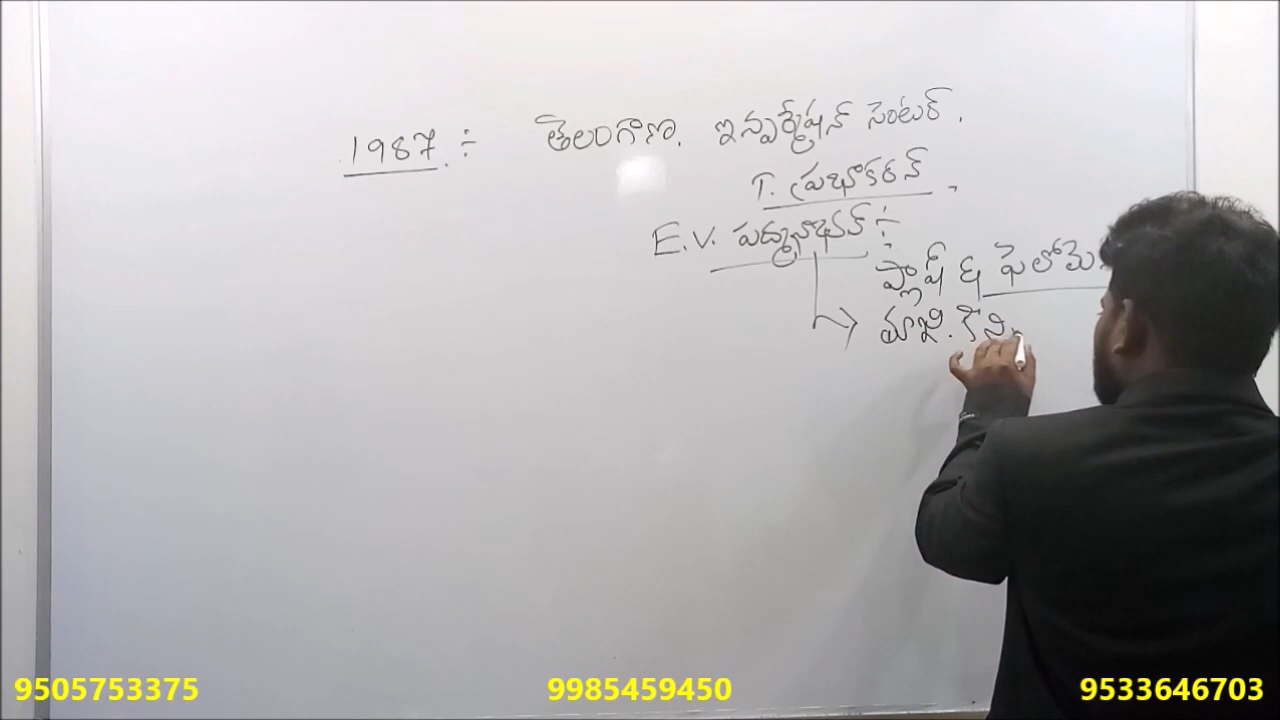 1987 ÷ తెలంగాణ. ఇన్ఫర్మేషన్ సెంటర్.
T. ప్రభాకరన్.
E.V. పద్మనాభన్ ÷
ప్లాష్ & ఫెలోమె
మాజీ.
9505753375 9985459450 9533646703